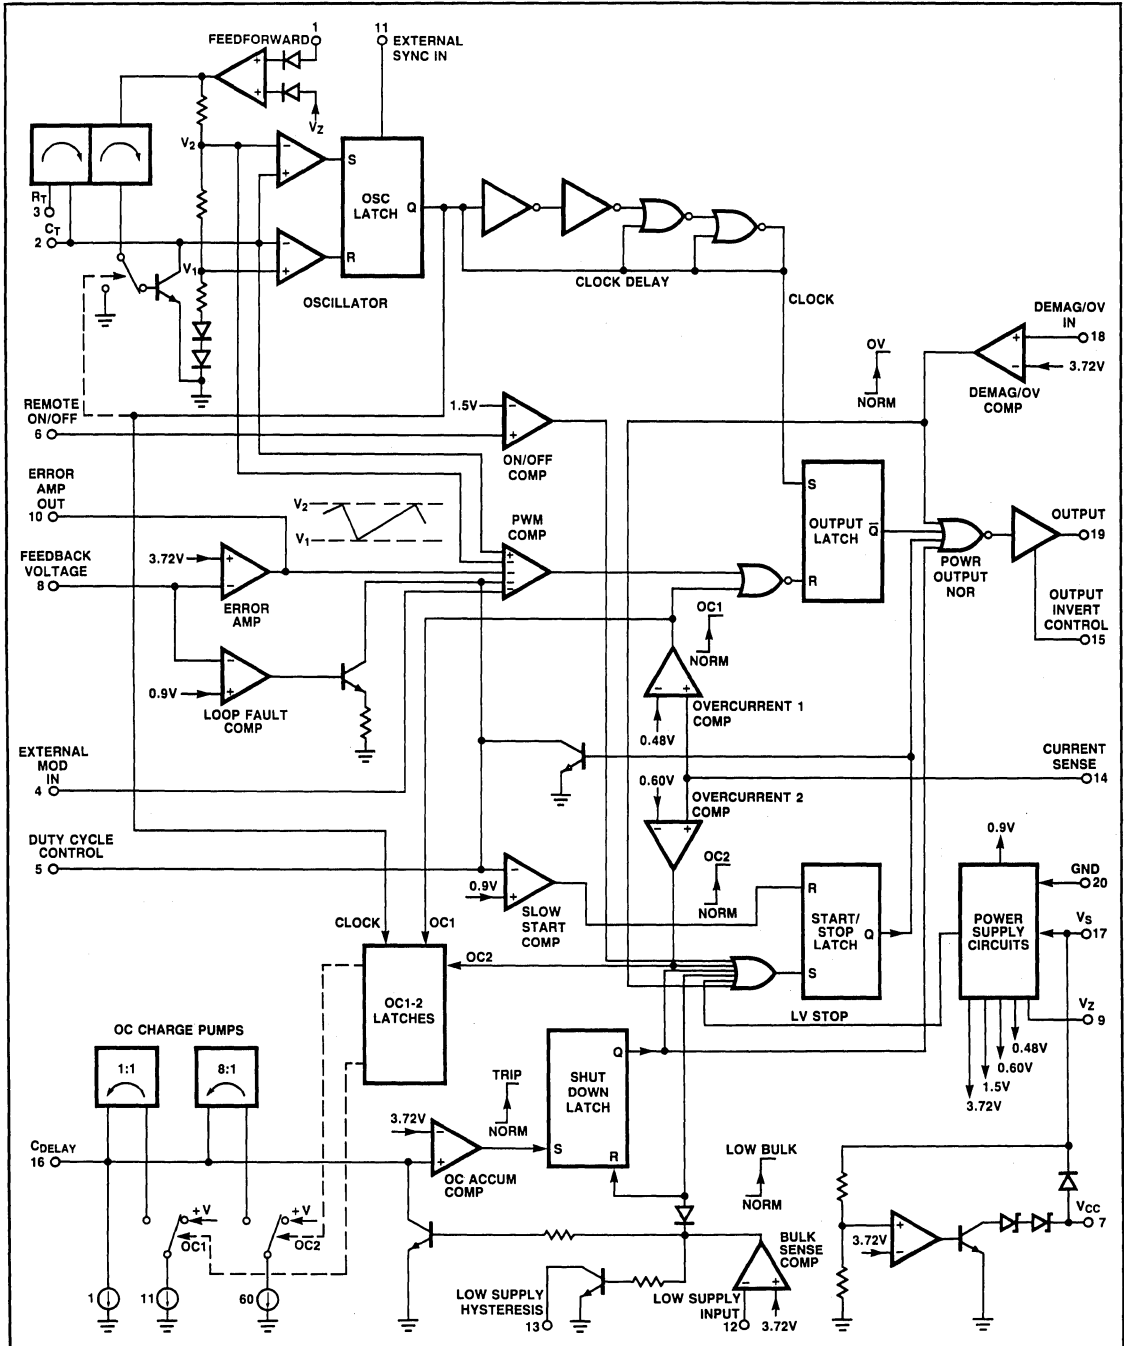 FEEDFORWARD
1
11
EXTERNAL
SYNC IN
+
+
VZ
V2
−
+
S
OSC
LATCH
Q
RT
3
CT
2
−
+
V1
R
OSCILLATOR
CLOCK DELAY
CLOCK
DEMAG/OV
IN
18
+
−
3.72V
DEMAG/OV
COMP
OV
NORM
REMOTE
ON/OFF
6
1.5V
−
+
ON/OFF
COMP
ERROR
AMP
OUT
10
V2
V1
PWM
COMP
+
−
−
−
−
S
OUTPUT
LATCH
Q
R
OUTPUT
19
POWR
OUTPUT
NOR
FEEDBACK
VOLTAGE
8
3.72V
+
−
ERROR
AMP
OUTPUT
INVERT
CONTROL
15
OC1
NORM
−
+
0.9V
LOOP FAULT
COMP
−
+
OVERCURRENT 1
COMP
0.48V
EXTERNAL
MOD
IN
4
CURRENT
SENSE
14
0.60V
OVERCURRENT 2
COMP
−
+
DUTY CYCLE
CONTROL
5
−
+
0.9V
SLOW
START
COMP
OC2
NORM
R
START/
STOP
LATCH
Q
S
0.9V
POWER
SUPPLY
CIRCUITS
GND
20
VS
17
VZ
9
0.48V
0.60V
1.5V
3.72V
CLOCK
OC1
OC2
OC1-2
LATCHES
LV STOP
OC CHARGE PUMPS
1:1
8:1
Q
SHUT
DOWN
LATCH
S
R
TRIP
NORM
3.72V
−
+
OC ACCUM
COMP
CDELAY
16
LOW BULK
NORM
+V
OC1
+V
OC2
BULK
SENSE
COMP
−
+
VCC
7
3.72V
+
−
1
11
60
LOW SUPPLY
HYSTERESIS
13
LOW SUPPLY
INPUT
12
3.72V